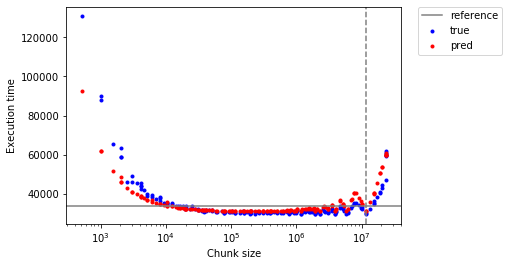 reference
true
pred
120000
100000
80000
60000
40000
Execution time
10³
10⁴
10⁵
10⁶
10⁷
Chunk size